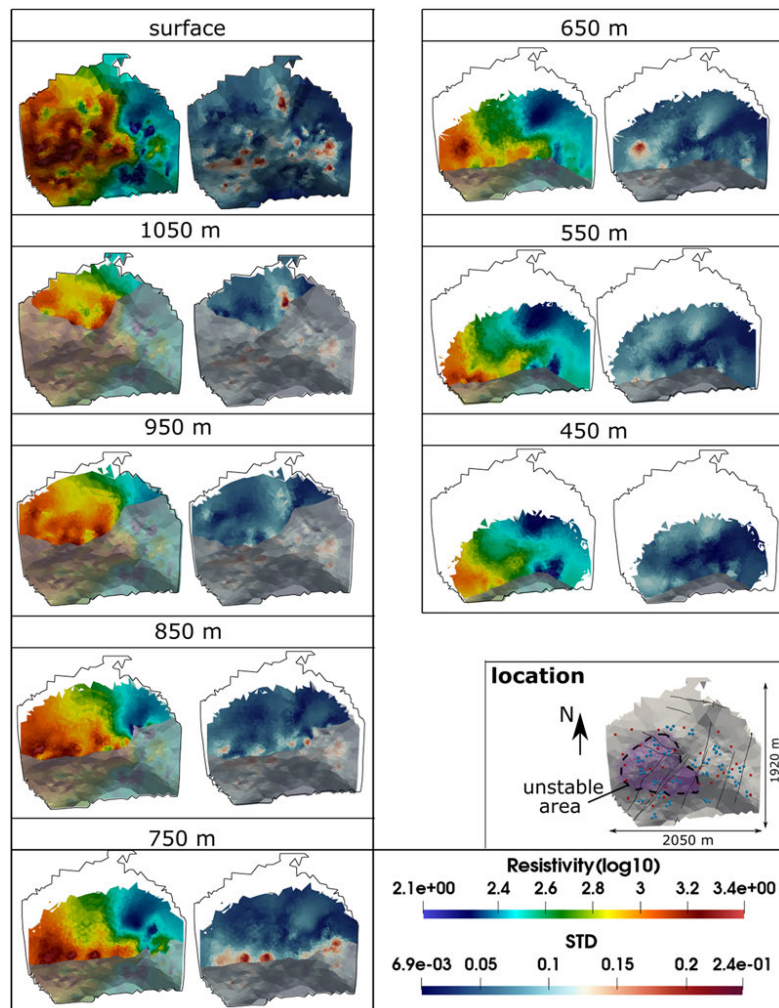 surface
650 m
1050 m
550 m
950 m
450 m
850 m
location
N
unstable
area
1920 m
2050 m
750 m
Resistivity(log10)
2.1e+00 2.4 2.6 2.8 3 3.2 3.4e+00
STD
6.9e-03 0.05 0.1 0.15 0.2 2.4e-01